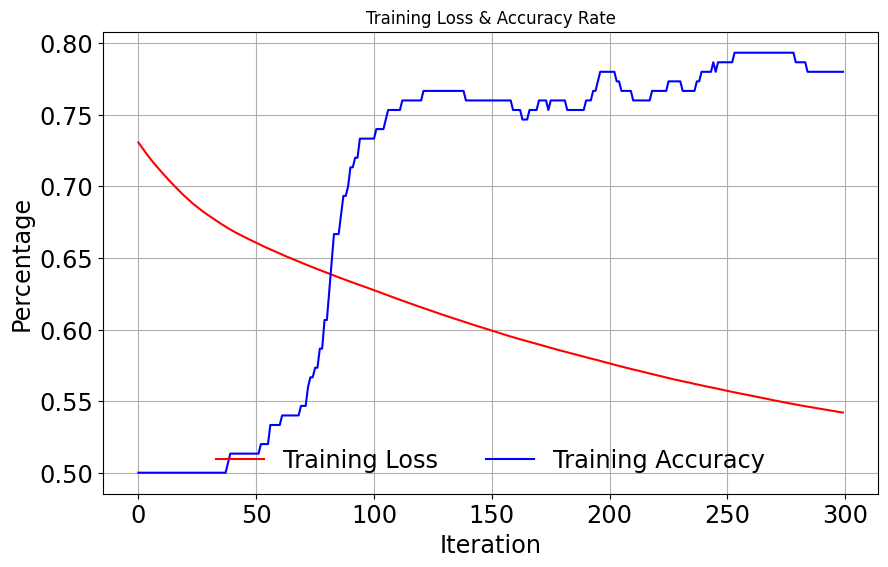 Training Loss & Accuracy Rate
0.80
0.75
0.70
0.65
0.60
0.55
0.50
Percentage
Training Loss
Training Accuracy
0 50 100 150 200 250 300
Iteration